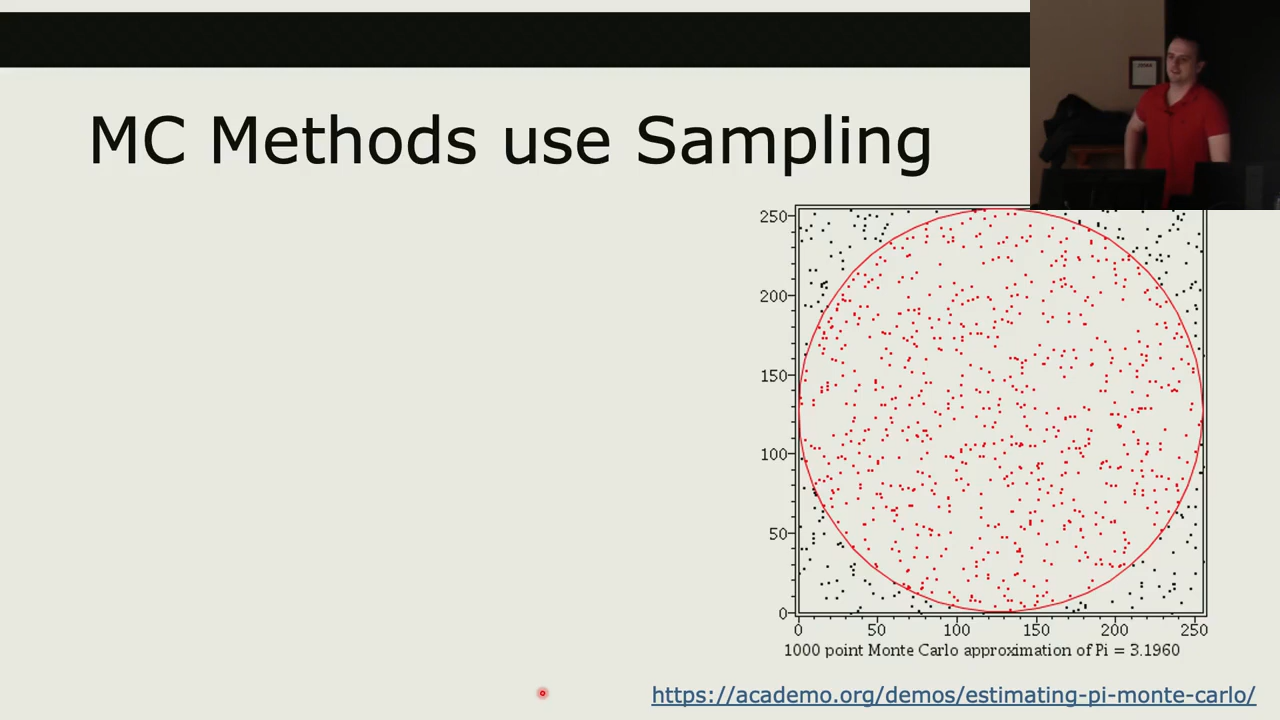 MC Methods use Sampling
250
200
150
100
50
0
0 50 100 150 200 250
1000 point Monte Carlo approximation of Pi = 3.1960
https://academo.org/demos/estimating-pi-monte-carlo/